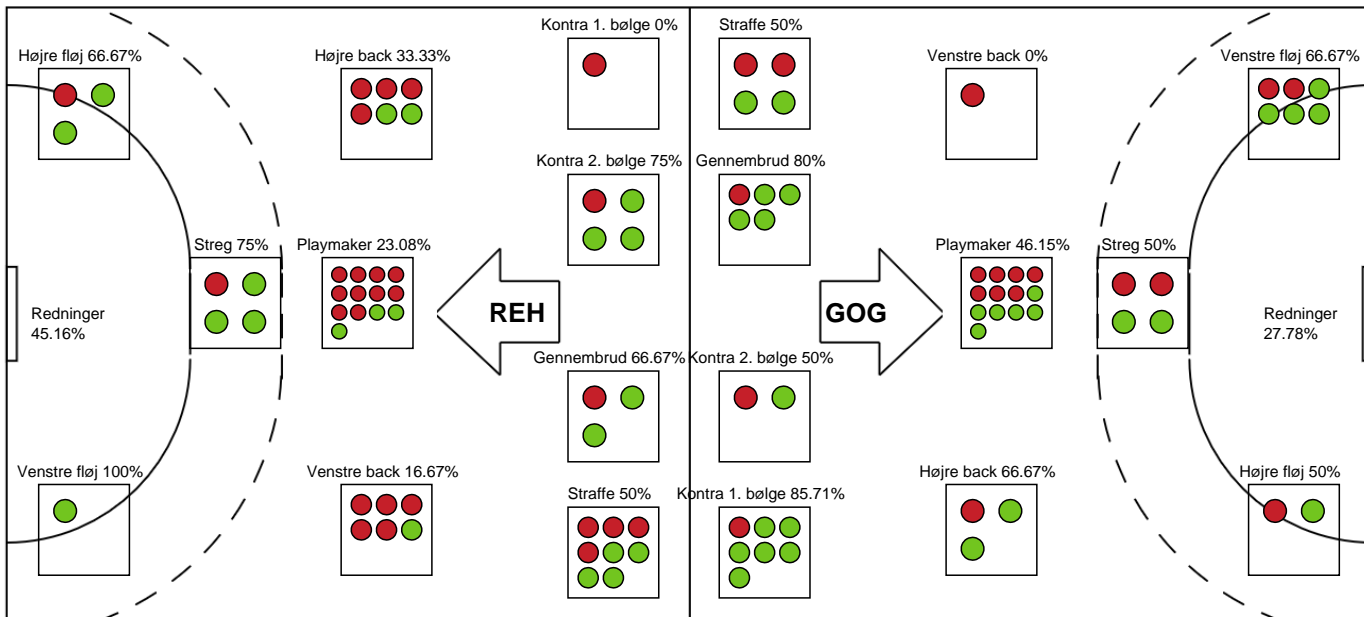 Kontra 1. bølge 0%
Straffe 50%
Højre fløj 66.67%
Højre back 33.33%
Venstre back 0%
Venstre fløj 66.67%
Kontra 2. bølge 75%
Gennembrud 80%
Streg 75%
Playmaker 23.08%
Playmaker 46.15%
Streg 50%
Redninger
45.16%
REH
GOG
Redninger
27.78%
Gennembrud 66.67%
Kontra 2. bølge 50%
Venstre fløj 100%
Venstre back 16.67%
Højre back 66.67%
Højre fløj 50%
Straffe 50%
Kontra 1. bølge 85.71%